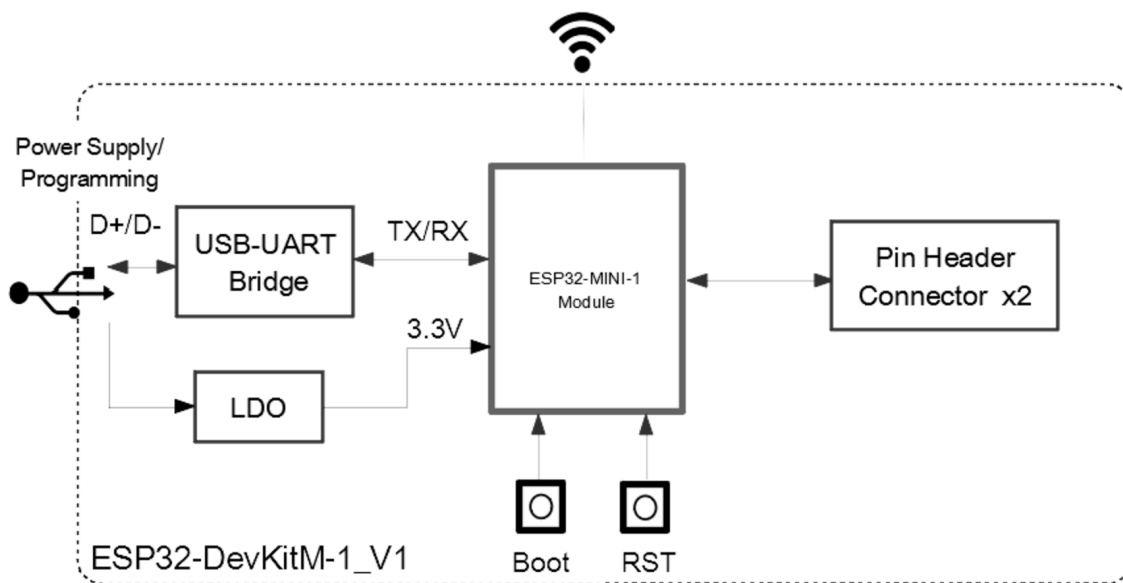 Power Supply/
Programming
D+/D-
USB-UART
Bridge
TX/RX
3.3V
LDO
ESP32-MINI-1
Module
Pin Header
Connector x2
Boot
RST
ESP32-DevKitM-1_V1